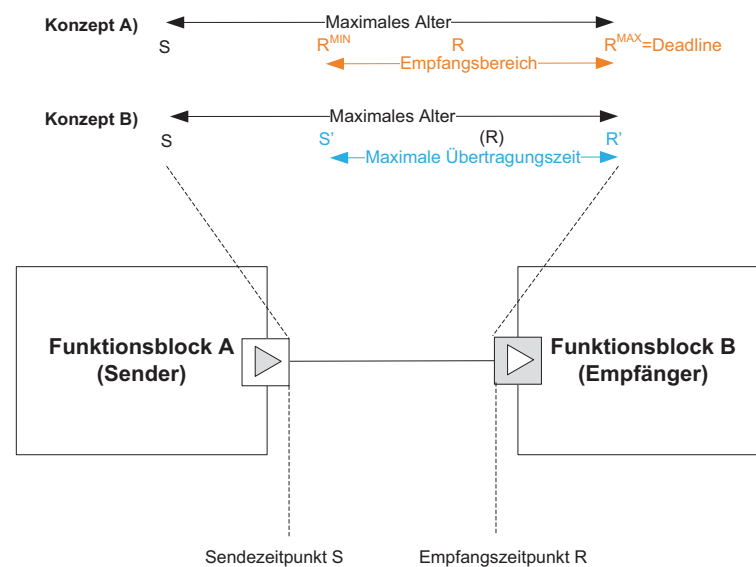 Konzept A)
Maximales Alter
S
R^MIN
R
R^MAX=Deadline
Empfangsbereich
Konzept B)
Maximales Alter
S
S'
(R)
R'
Maximale Übertragungszeit
Funktionsblock A
(Sender)
Funktionsblock B
(Empfänger)
Sendezeitpunkt S
Empfangszeitpunkt R